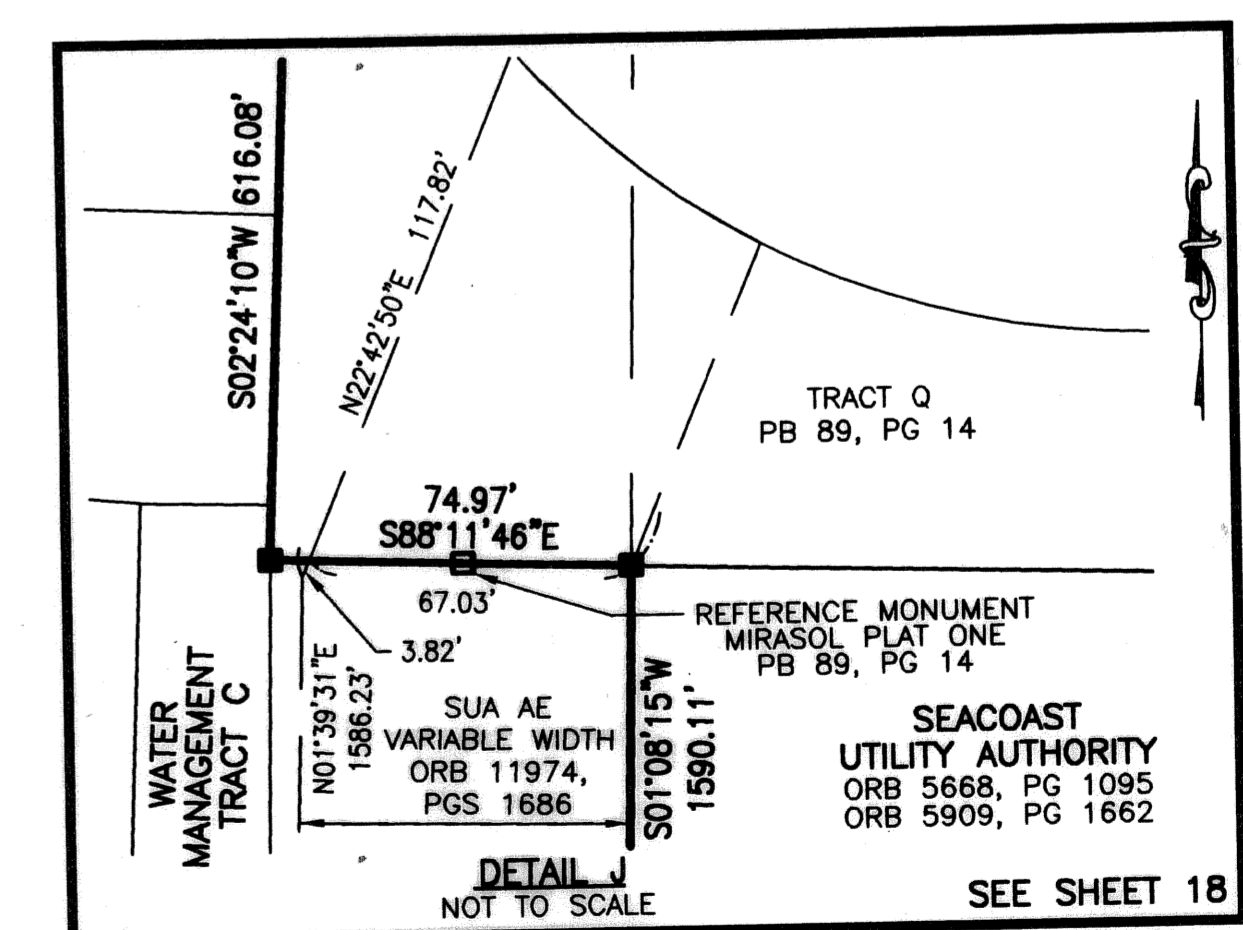 S02°24'10"W 616.08'
N22°42'50"E 117.82'
TRACT Q
PB 89, PG 14
74.97'
S88°11'46"E
67.03'
3.82'
REFERENCE MONUMENT
MIRASOL PLAT ONE
PB 89, PG 14
WATER
MANAGEMENT
TRACT C
N01°39'31"E
1586.23'
SUA AE
VARIABLE WIDTH
ORB 11974,
PGS 1686
S01°08'15"W
1590.11'
SEACOAST
UTILITY AUTHORITY
ORB 5668, PG 1095
ORB 5909, PG 1662
DETAIL J
NOT TO SCALE
SEE SHEET 18